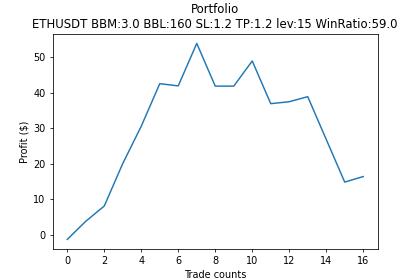 Portfolio
ETHUSDT BBM:3.0 BBL:160 SL:1.2 TP:1.2 lev:15 WinRatio:59.0
50
40
30
20
10
0
Profit ($)
0 2 4 6 8 10 12 14 16
Trade counts